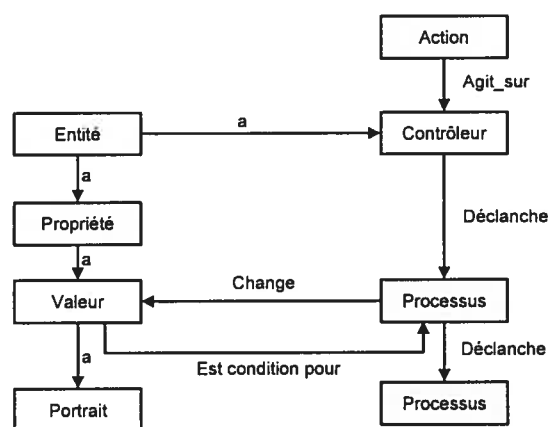 Action
Agit_sur
Entité
a
Contrôleur
a
Propriété
Déclanche
a
Valeur
Change
Processus
a
Est condition pour
Déclanche
Portrait
Processus